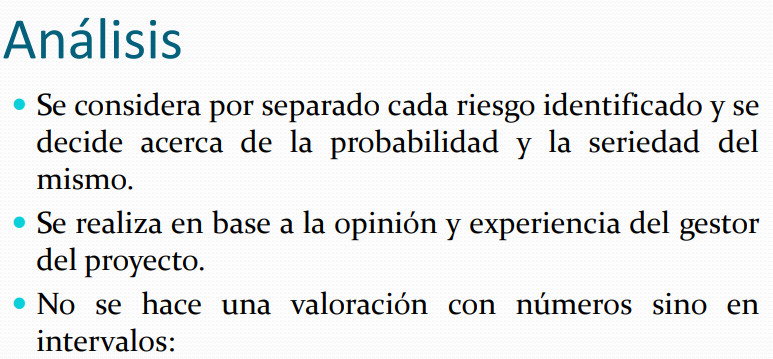 Análisis
• Se considera por separado cada riesgo identificado y se
decide acerca de la probabilidad y la seriedad del
mismo.
• Se realiza en base a la opinión y experiencia del gestor
del proyecto.
• No se hace una valoración con números sino en
intervalos: